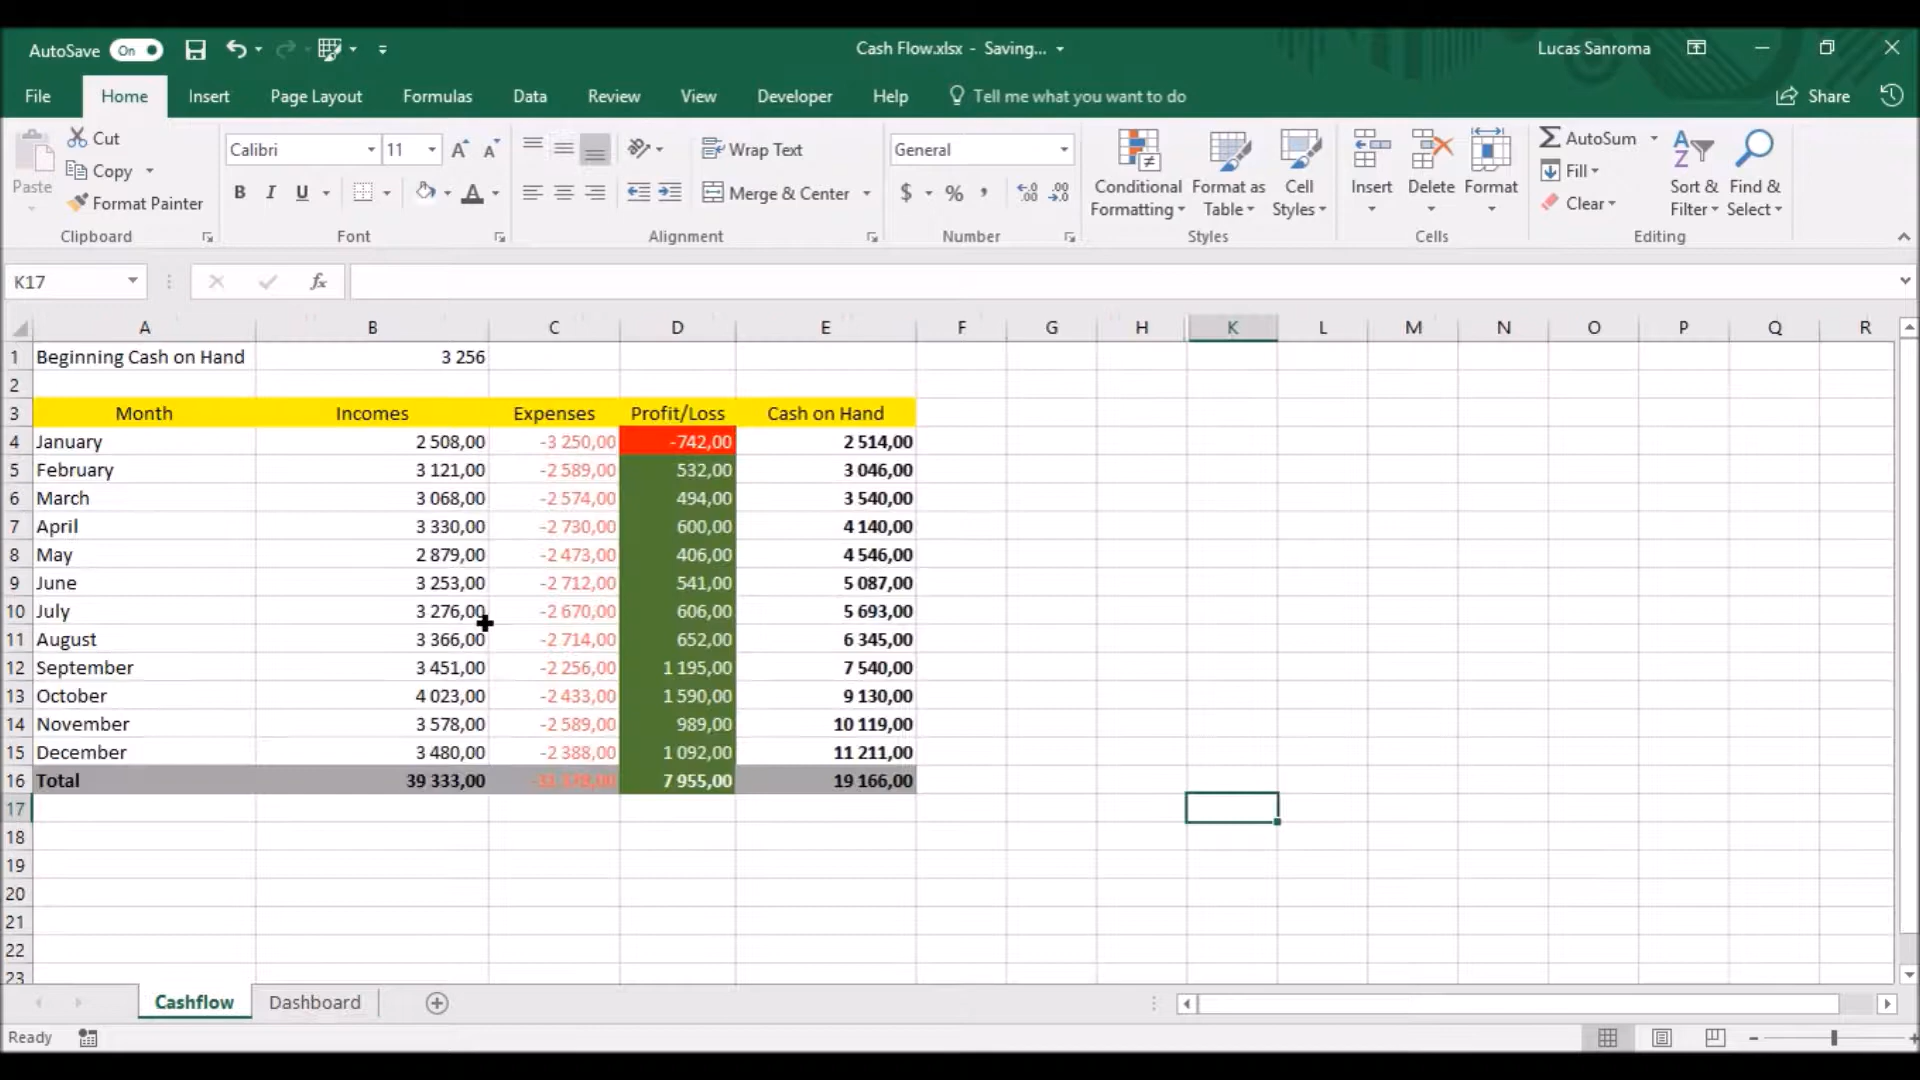 AutoSave On Cash Flow.xlsx - Saving... Lucas Sanroma
File Home Insert Page Layout Formulas Data Review View Developer Help Tell me what you want to do Share
Paste
Cut
Copy
Format Painter
Clipboard
Calibri 11
B I U A
Font
Wrap Text
Merge & Center
Alignment
General
$ % ,
Number
Conditional Formatting
Format as Table
Cell Styles
Styles
Insert Delete Format
Cells
AutoSum
Fill
Clear
Sort & Filter
Find & Select
Editing
K17 fx
A B C D E F G H K L M N O P Q R
1 Beginning Cash on Hand 3 256
2
3 Month Incomes Expenses Profit/Loss Cash on Hand
4 January 2 508,00 -3 250,00 -742,00 2 514,00
5 February 3 121,00 -2 589,00 532,00 3 046,00
6 March 3 068,00 -2 574,00 494,00 3 540,00
7 April 3 330,00 -2 730,00 600,00 4 140,00
8 May 2 879,00 -2 473,00 406,00 4 546,00
9 June 3 253,00 -2 712,00 541,00 5 087,00
10 July 3 276,00 -2 670,00 606,00 5 693,00
11 August 3 366,00 -2 714,00 652,00 6 345,00
12 September 3 451,00 -2 256,00 1 195,00 7 540,00
13 October 4 023,00 -2 433,00 1 590,00 9 130,00
14 November 3 578,00 -2 589,00 989,00 10 119,00
15 December 3 480,00 -2 388,00 1 092,00 11 211,00
16 Total 39 333,00 7 955,00 19 166,00
17
18
19
20
21
22
23
Cashflow Dashboard
Ready